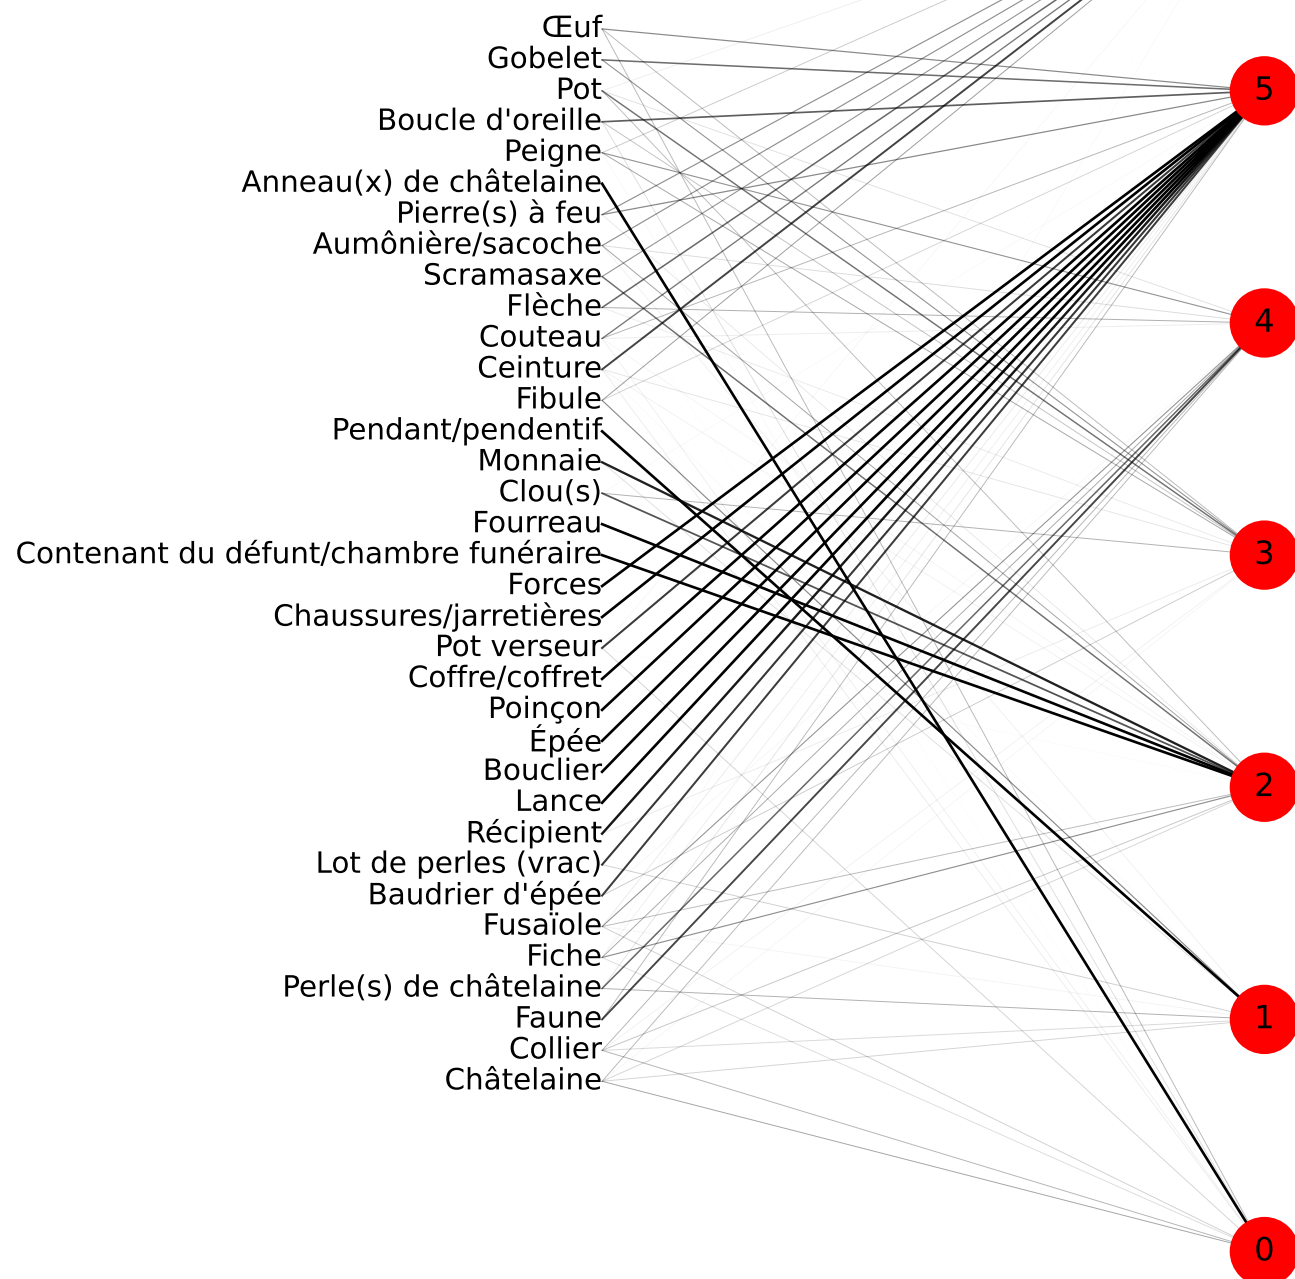 Œuf
Gobelet
Pot
Boucle d'oreille
Peigne
Anneau(x) de châtelaine
Pierre(s) à feu
Aumônière/sacoche
Scramasaxe
Flèche
Couteau
Ceinture
Fibule
Pendant/pendentif
Monnaie
Clou(s)
Fourreau
Contenant du défunt/chambre funéraire
Forces
Chaussures/jarretières
Pot verseur
Coffre/coffret
Poinçon
Épée
Bouclier
Lance
Récipient
Lot de perles (vrac)
Baudrier d'épée
Fusaïole
Fiche
Perle(s) de châtelaine
Faune
Collier
Châtelaine
5
4
3
2
1
0